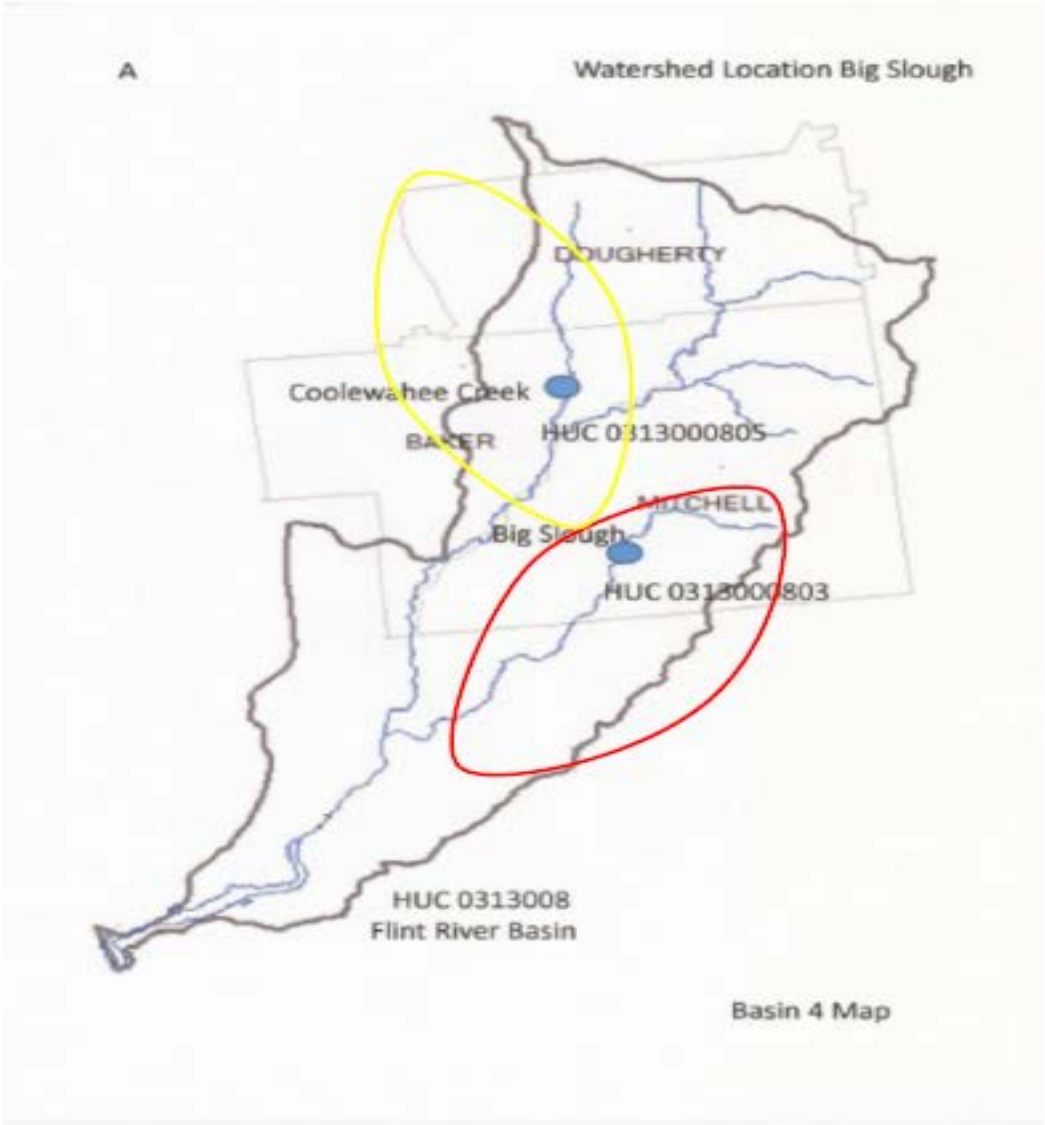 A
Watershed Location Big Slough
DOUGHERTY
Coolewahee Creek
BAKER
HUC 0313000805
MITCHELL
Big Slough
HUC 0313000803
HUC 0313008
Flint River Basin
Basin 4 Map